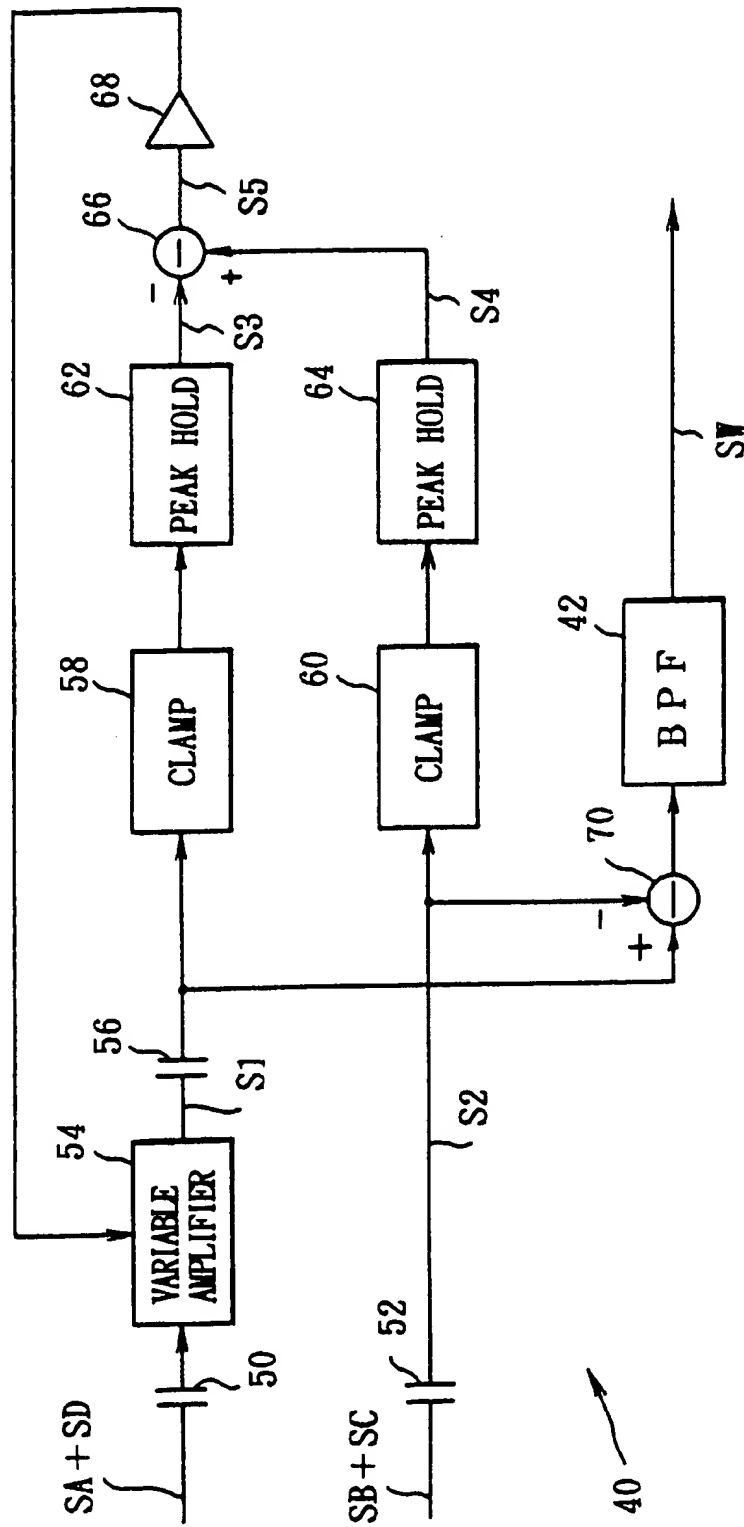 68
66
S5
-
+
62
PEAK HOLD
S3
64
PEAK HOLD
S4
58
CLAMP
60
CLAMP
42
BPF
SW
70
-
+
56
S1
54
VARIABLE
AMPLIFIER
S2
50
SA+SD
52
SB+SC
40